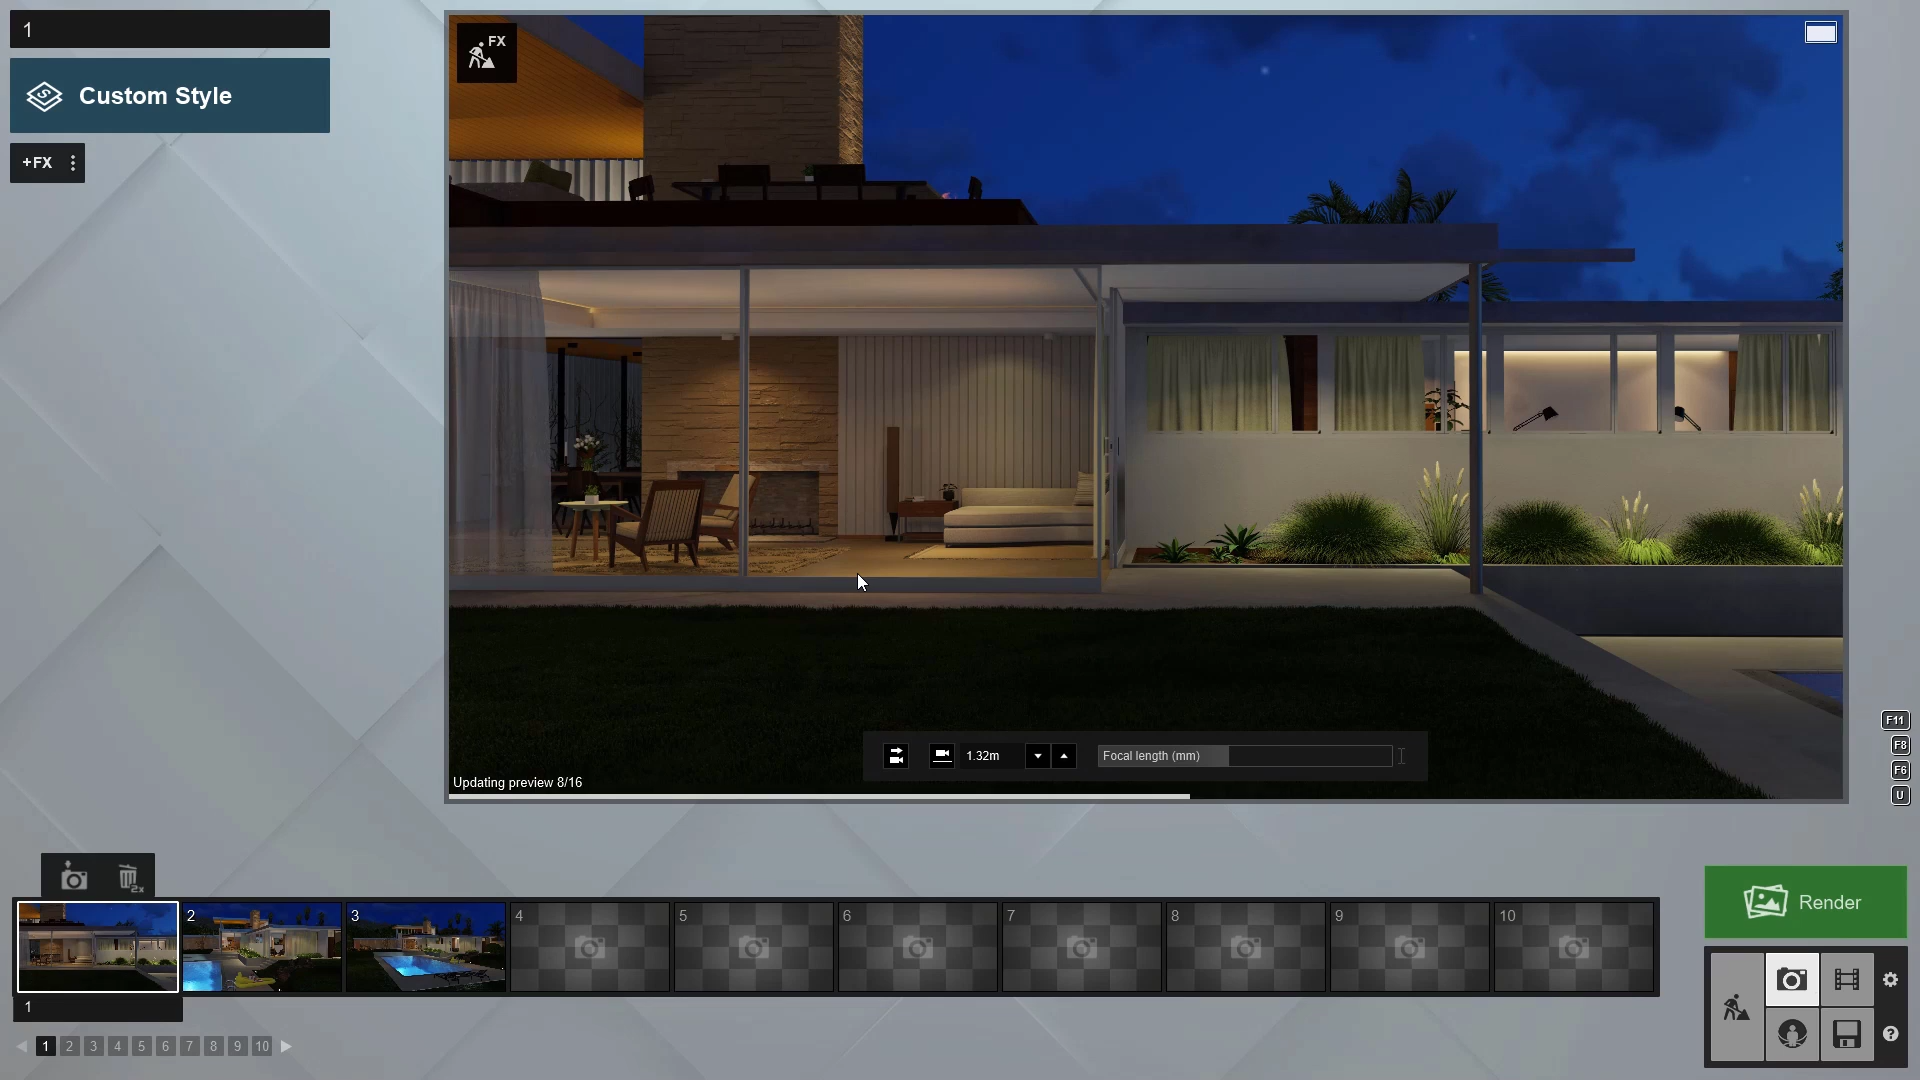 1
Custom Style
+FX
FX
1.32m
Focal length (mm)
Updating preview 8/16
F11
F8
F6
U
2x
2
3
4
5
6
7
8
9
10
1
1 2 3 4 5 6 7 8 9 10
Render
?